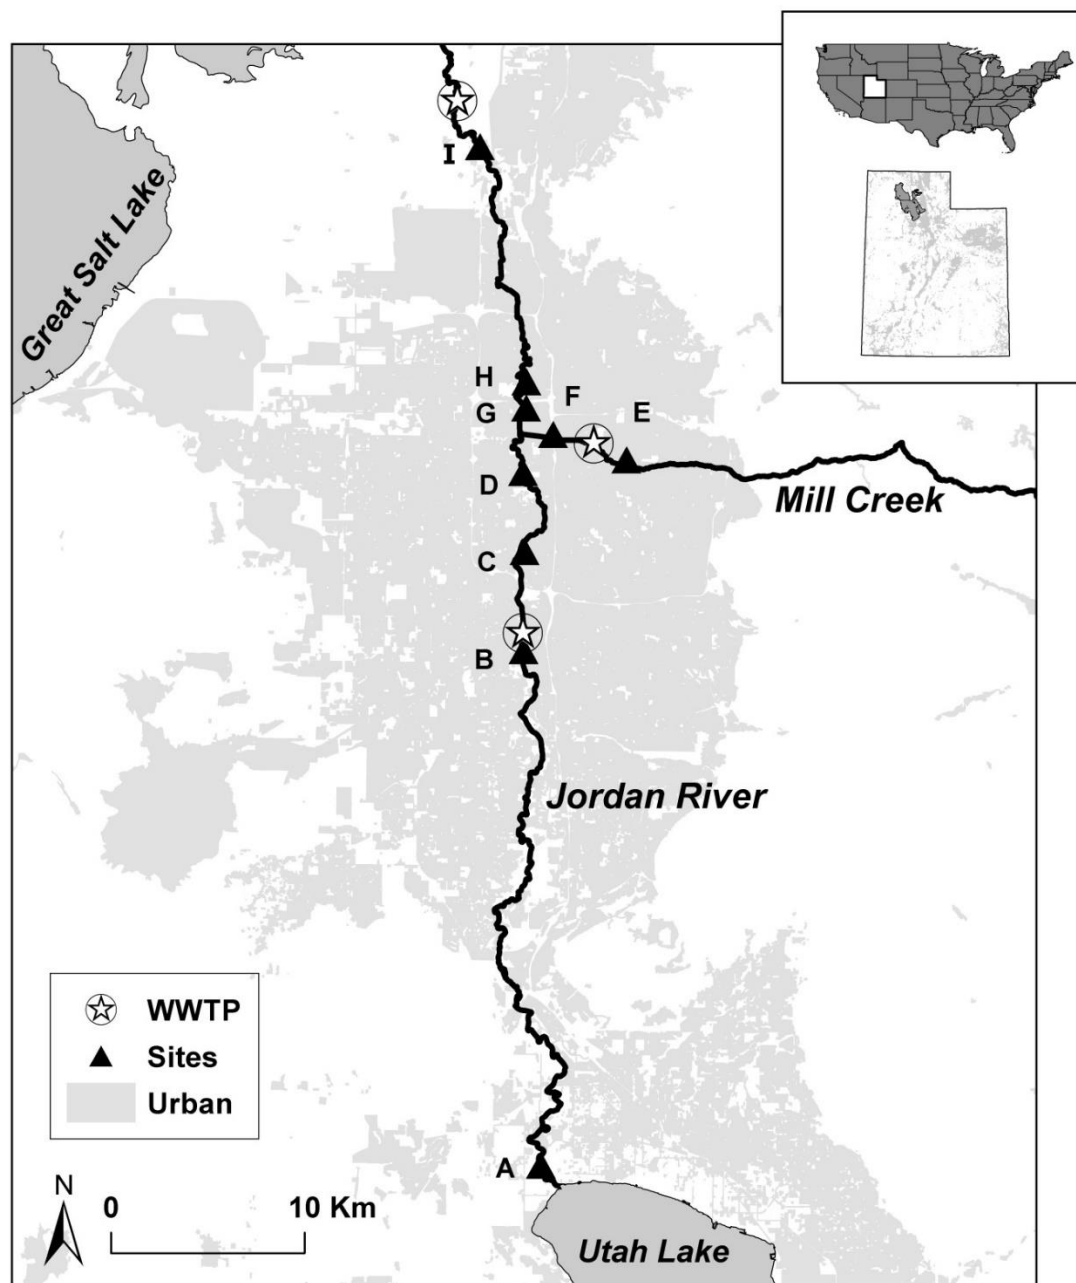 I
Great Salt Lake
H
F
G
E
D
Mill Creek
C
B
Jordan River
WWTP
Sites
Urban
A
N
0 10 Km
Utah Lake